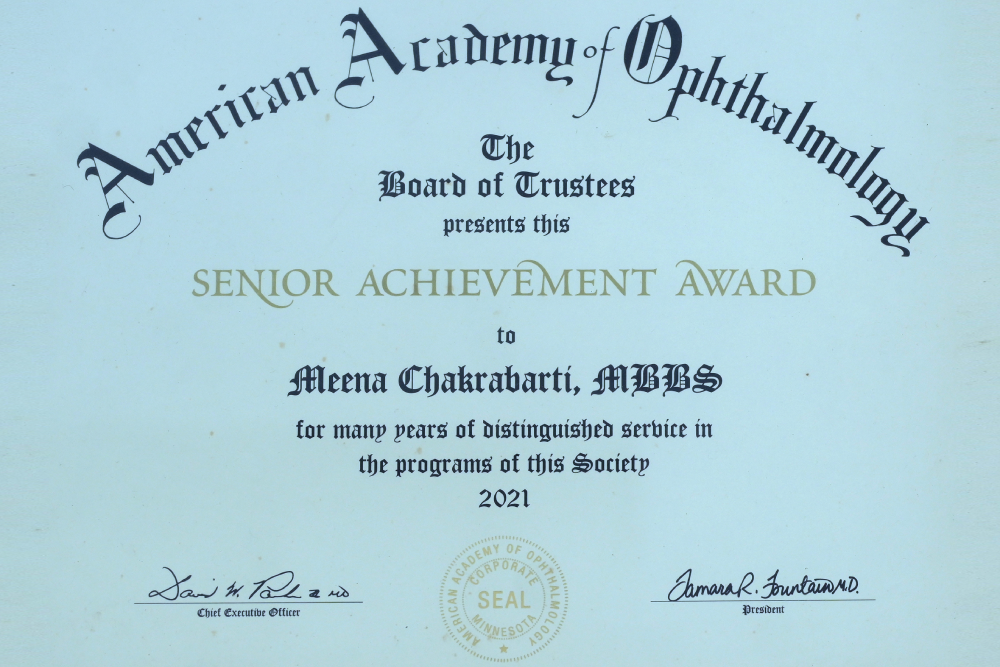 American Academy of Ophthalmology
The
Board of Trustees
presents this
SENIOR ACHIEVEMENT AWARD
to
Meena Chakrabarti, MBBS
for many years of distinguished service in
the programs of this Society
2021
AMERICAN ACADEMY OF OPHTHALMOLOGY
CORPORATE
SEAL
MINNESOTA
Chief Executive Officer
Tamara R. Fountain M.D.
President